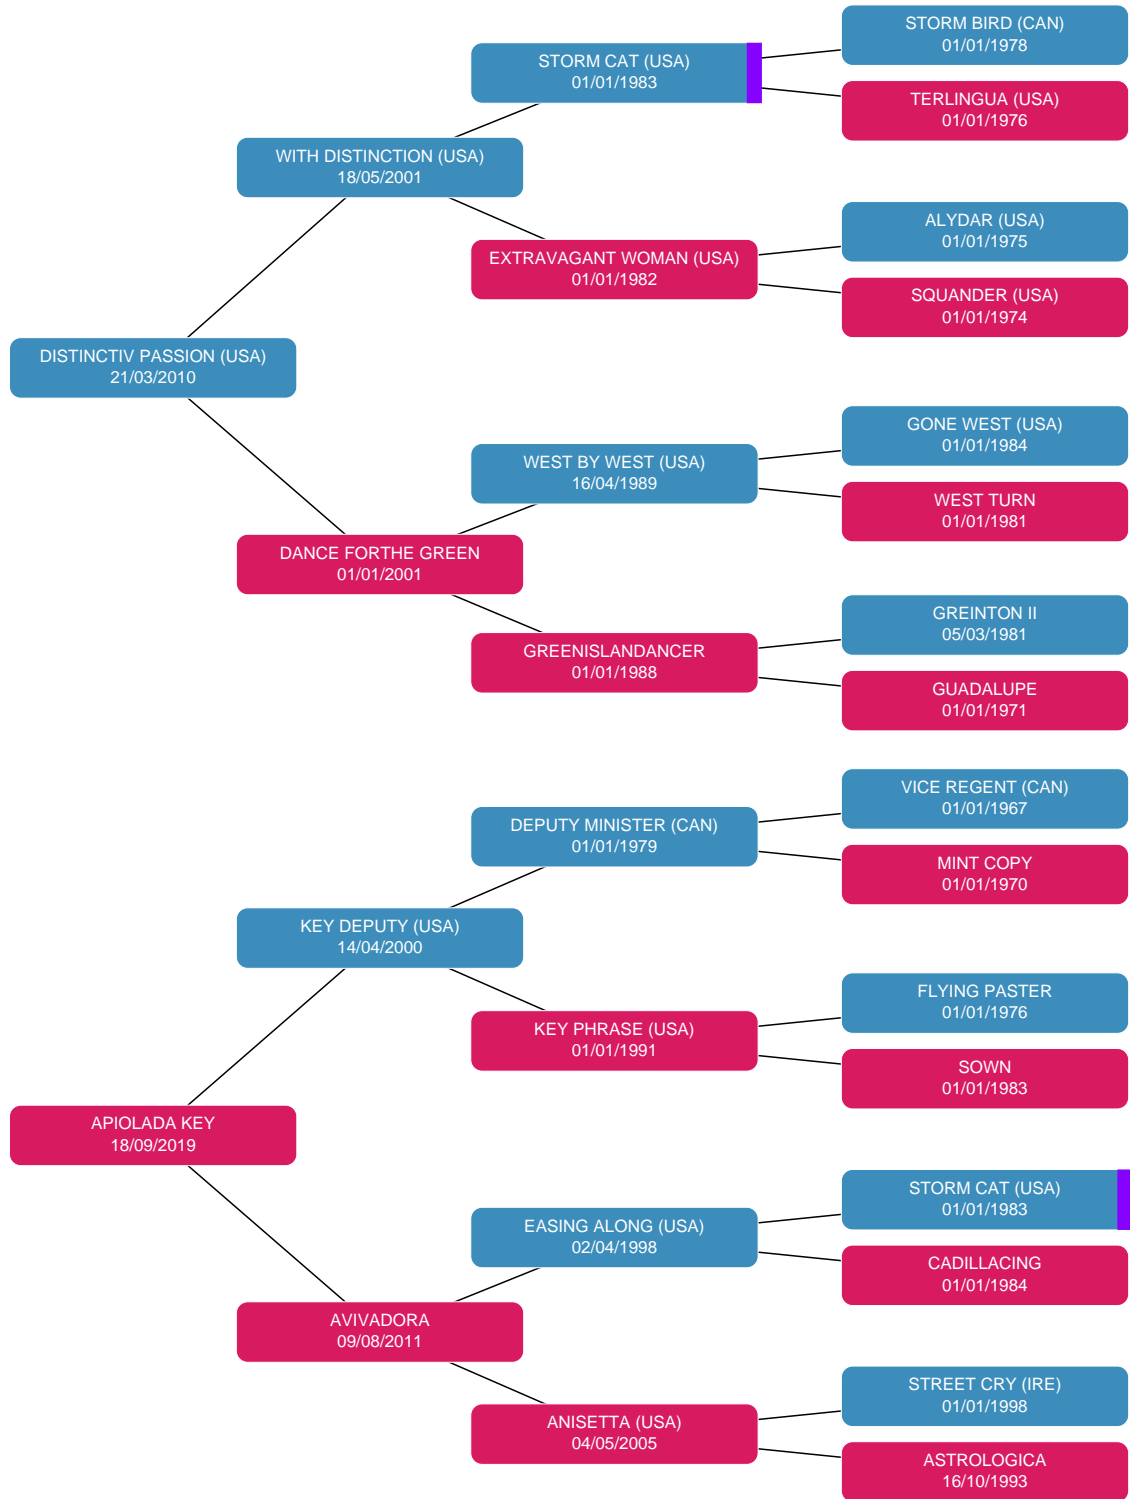 STORM BIRD (CAN)
01/01/1978
STORM CAT (USA)
01/01/1983
TERLINGUA (USA)
01/01/1976
WITH DISTINCTION (USA)
18/05/2001
ALYDAR (USA)
01/01/1975
EXTRAVAGANT WOMAN (USA)
01/01/1982
SQUANDER (USA)
01/01/1974
DISTINCTIV PASSION (USA)
21/03/2010
GONE WEST (USA)
01/01/1984
WEST BY WEST (USA)
16/04/1989
WEST TURN
01/01/1981
DANCE FORTHE GREEN
01/01/2001
GREINTON II
05/03/1981
GREENISLANDANCER
01/01/1988
GUADALUPE
01/01/1971
VICE REGENT (CAN)
01/01/1967
DEPUTY MINISTER (CAN)
01/01/1979
MINT COPY
01/01/1970
KEY DEPUTY (USA)
14/04/2000
FLYING PASTER
01/01/1976
KEY PHRASE (USA)
01/01/1991
SOWN
01/01/1983
APIOLADA KEY
18/09/2019
STORM CAT (USA)
01/01/1983
EASING ALONG (USA)
02/04/1998
CADILLACING
01/01/1984
AVIVADORA
09/08/2011
STREET CRY (IRE)
01/01/1998
ANISETTA (USA)
04/05/2005
ASTROLOGICA
16/10/1993